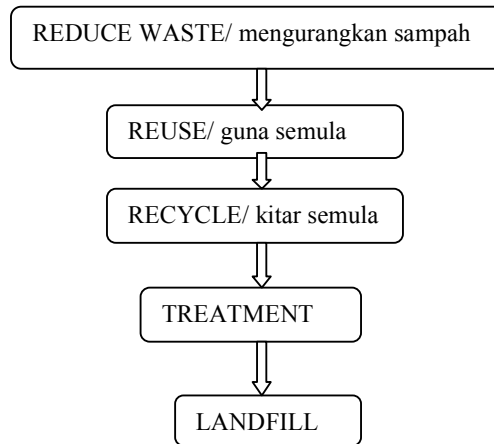 REDUCE WASTE/ mengurangkan sampah
REUSE/ guna semula
RECYCLE/ kitar semula
TREATMENT
LANDFILL